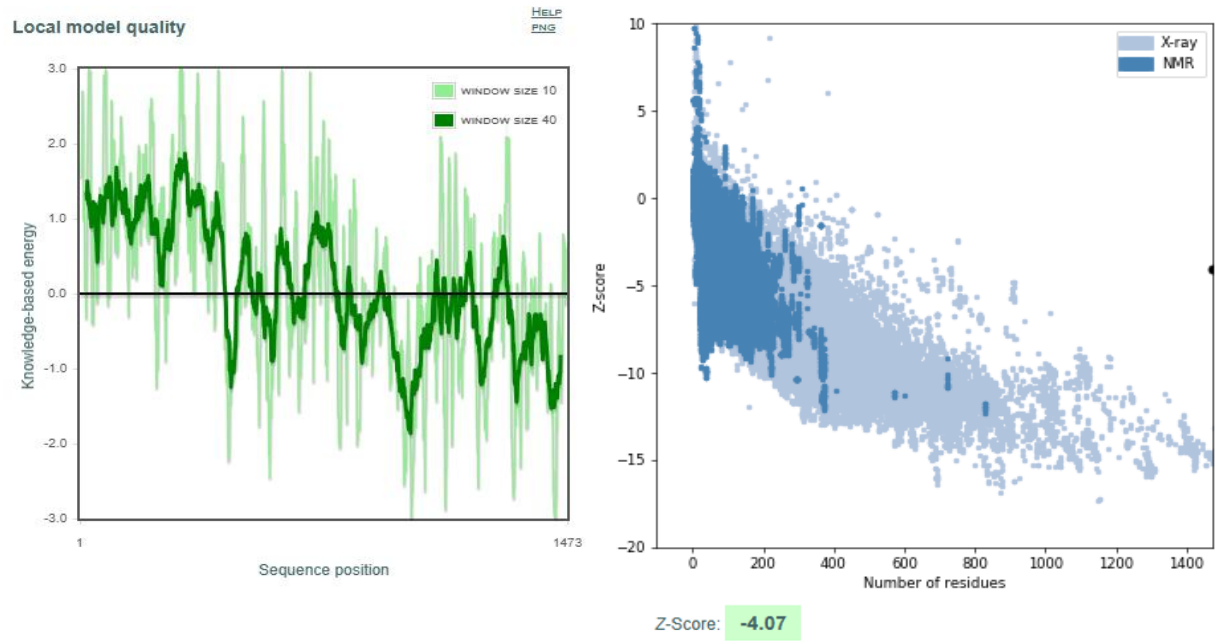 Local model quality
HELP
PNG
3.0
2.0
1.0
0.0
-1.0
-2.0
-3.0
Knowledge-based energy
WINDOW SIZE 10
WINDOW SIZE 40
1
1473
Sequence position
10
5
0
−5
−10
−15
−20
Z-score
X-ray
NMR
0
200
400
600
800
1000
1200
1400
Number of residues
Z-Score: -4.07